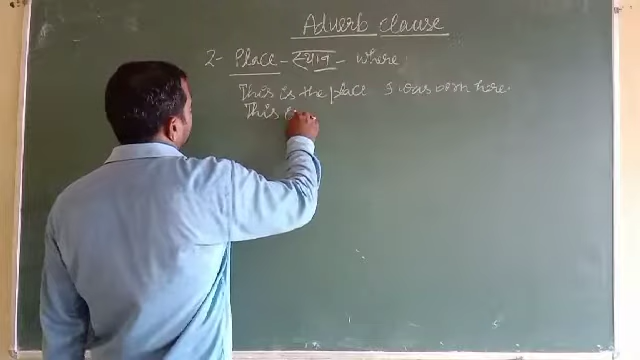 Adverb clause
2- Place - स्थान - where
This is the place I was born here.
This